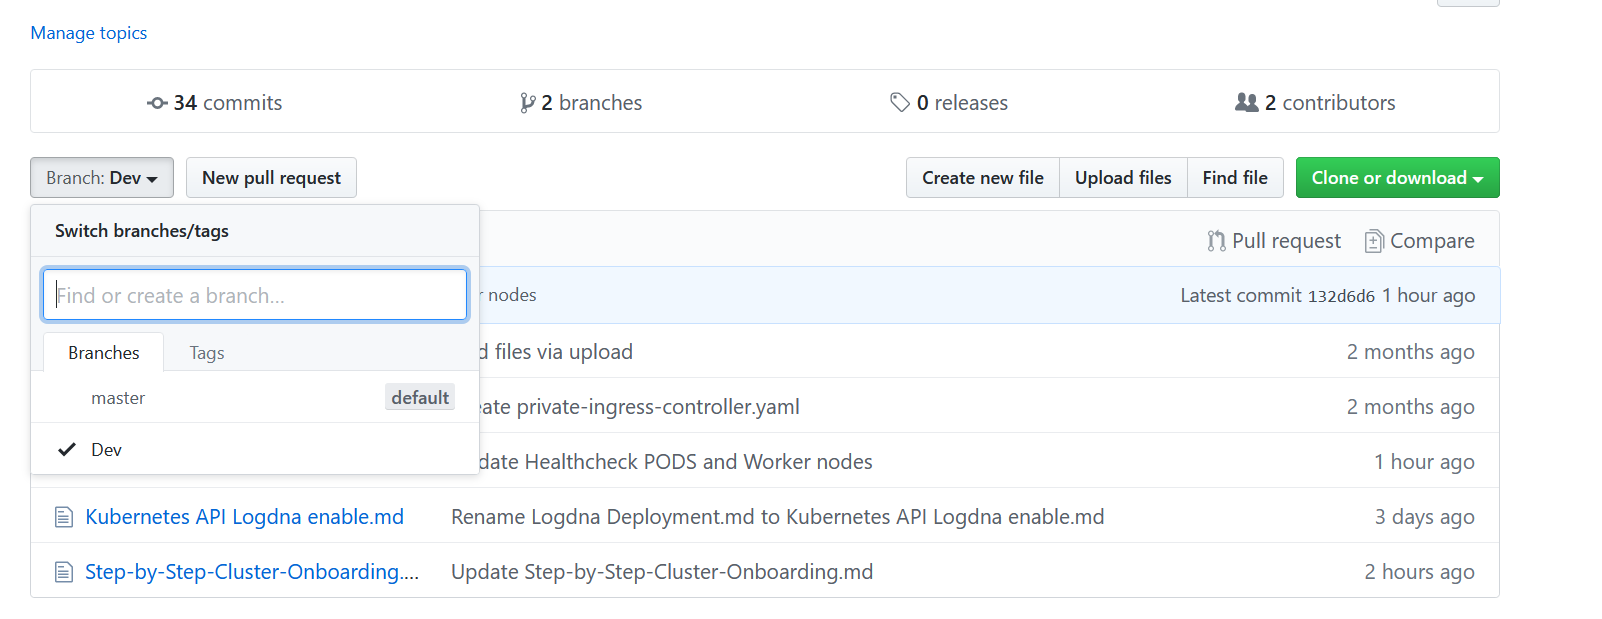 Manage topics
34 commits
2 branches
0 releases
2 contributors
Branch: Dev
New pull request
Create new file
Upload files
Find file
Clone or download
Switch branches/tags
Pull request
Compare
Find or create a branch...
nodes
Latest commit 132d6d6 1 hour ago
Branches
Tags
files via upload
2 months ago
master
default
private-ingress-controller.yaml
2 months ago
Dev
Healthcheck PODS and Worker nodes
1 hour ago
Kubernetes API Logdna enable.md
Rename Logdna Deployment.md to Kubernetes API Logdna enable.md
3 days ago
Step-by-Step-Cluster-Onboarding....
Update Step-by-Step-Cluster-Onboarding.md
2 hours ago